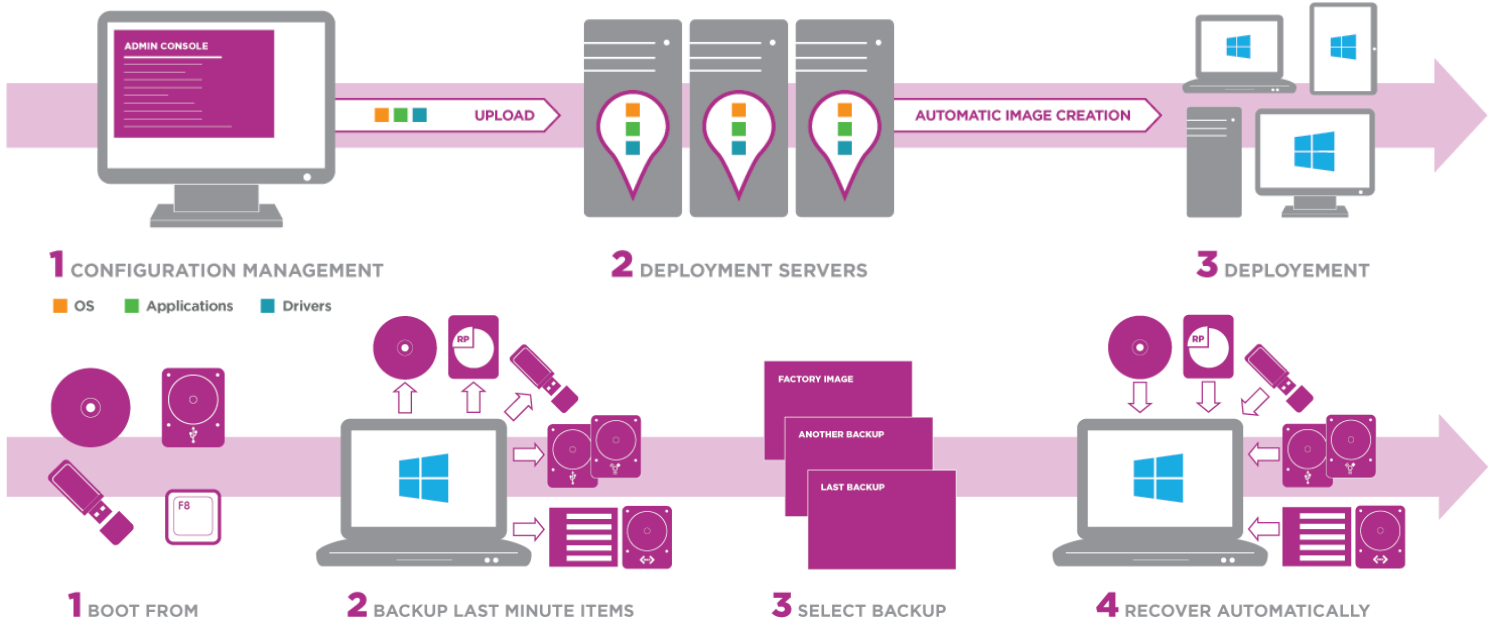 ADMIN CONSOLE
UPLOAD
AUTOMATIC IMAGE CREATION
1 CONFIGURATION MANAGEMENT
2 DEPLOYMENT SERVERS
3 DEPLOYEMENT
OS Applications Drivers
RP
RP
FACTORY IMAGE
ANOTHER BACKUP
LAST BACKUP
F8
1 BOOT FROM
2 BACKUP LAST MINUTE ITEMS
3 SELECT BACKUP
4 RECOVER AUTOMATICALLY